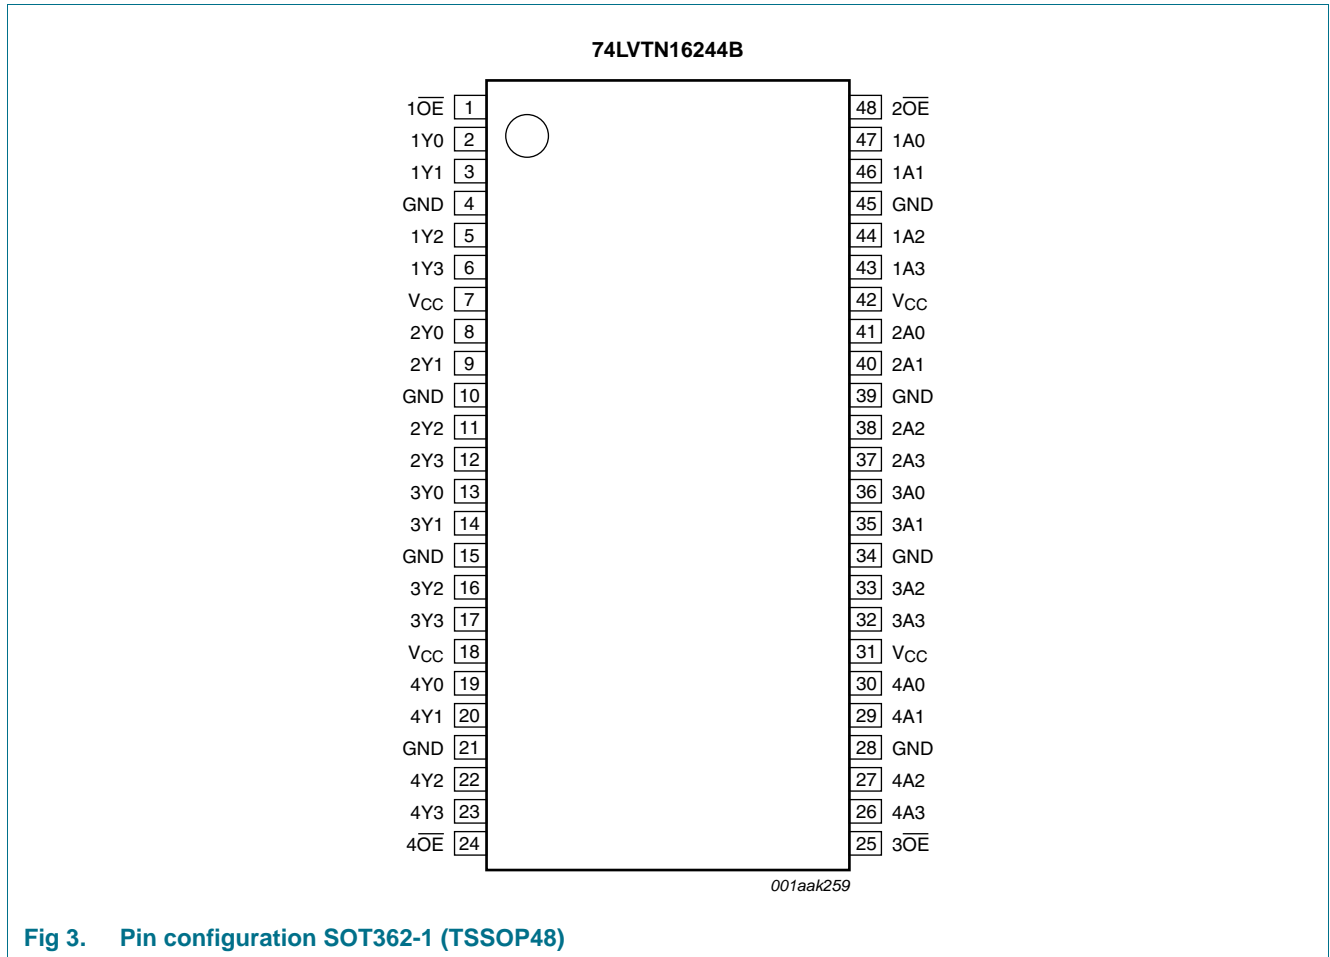 74LVTN16244B
1O̅E̅ 1 48 2O̅E̅
1Y0 2 47 1A0
1Y1 3 46 1A1
GND 4 45 GND
1Y2 5 44 1A2
1Y3 6 43 1A3
VCC 7 42 VCC
2Y0 8 41 2A0
2Y1 9 40 2A1
GND 10 39 GND
2Y2 11 38 2A2
2Y3 12 37 2A3
3Y0 13 36 3A0
3Y1 14 35 3A1
GND 15 34 GND
3Y2 16 33 3A2
3Y3 17 32 3A3
VCC 18 31 VCC
4Y0 19 30 4A0
4Y1 20 29 4A1
GND 21 28 GND
4Y2 22 27 4A2
4Y3 23 26 4A3
4O̅E̅ 24 25 3O̅E̅
001aak259
Fig 3. Pin configuration SOT362-1 (TSSOP48)